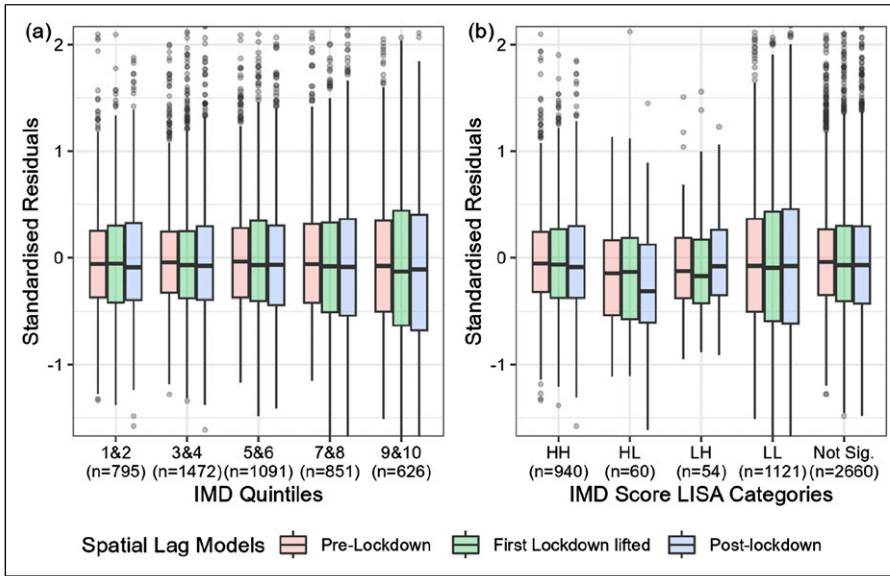 (a)
(b)
Standardised Residuals
2
1
0
-1
1&2 3&4 5&6 7&8 9&10
(n=795) (n=1472) (n=1091) (n=851) (n=626)
IMD Quintiles
Standardised Residuals
2
1
0
-1
HH HL LH LL Not Sig.
(n=940) (n=60) (n=54) (n=1121) (n=2660)
IMD Score LISA Categories
Spatial Lag Models Pre-Lockdown First Lockdown lifted Post-lockdown